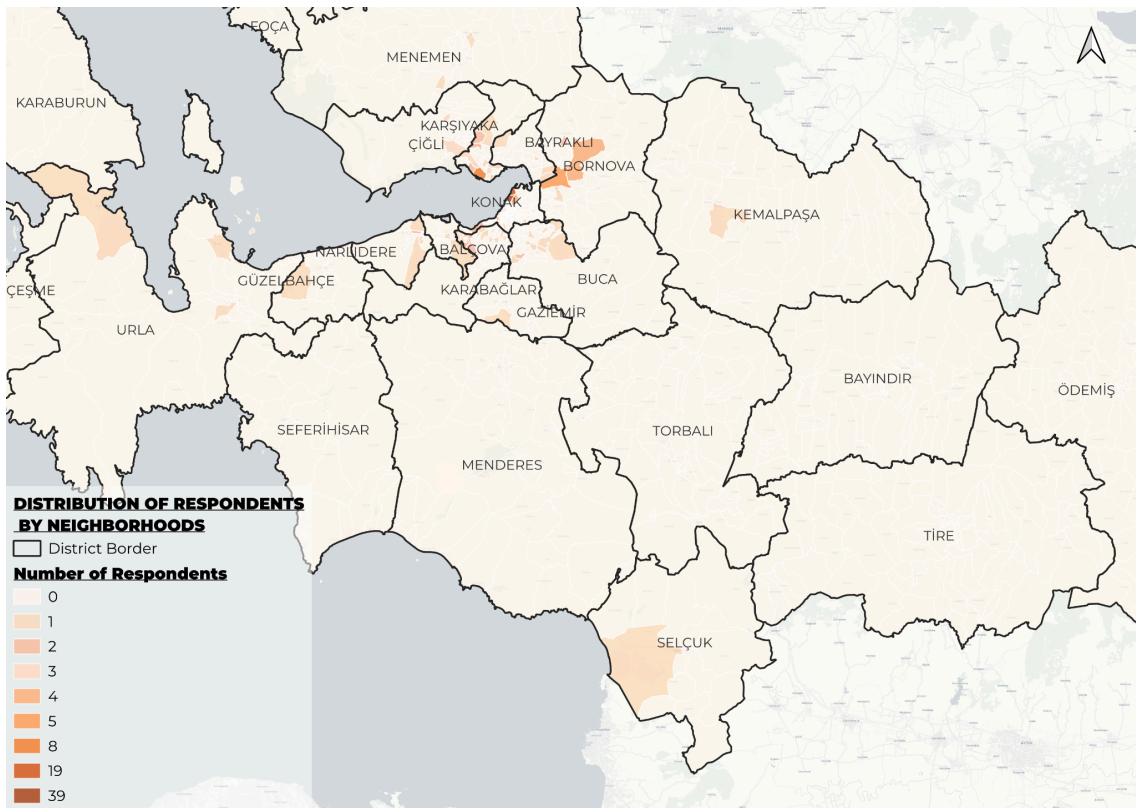 FOÇA
MENEMEN
KARABURUN
KARŞIYAKA
ÇİĞLİ
BAYRAKLI
BORNOVA
KONAK
KEMALPAŞA
NARLIDERE
BALÇOVA
GÜZELBAHÇE
KARABAĞLAR
BUCA
ÇEŞME
GAZİEMİR
URLA
BAYINDIR
ÖDEMİŞ
SEFERİHİSAR
TORBALI
MENDERES
TİRE
SELÇUK
DISTRIBUTION OF RESPONDENTS
BY NEIGHBORHOODS
District Border
Number of Respondents
0
1
2
3
4
5
8
19
39